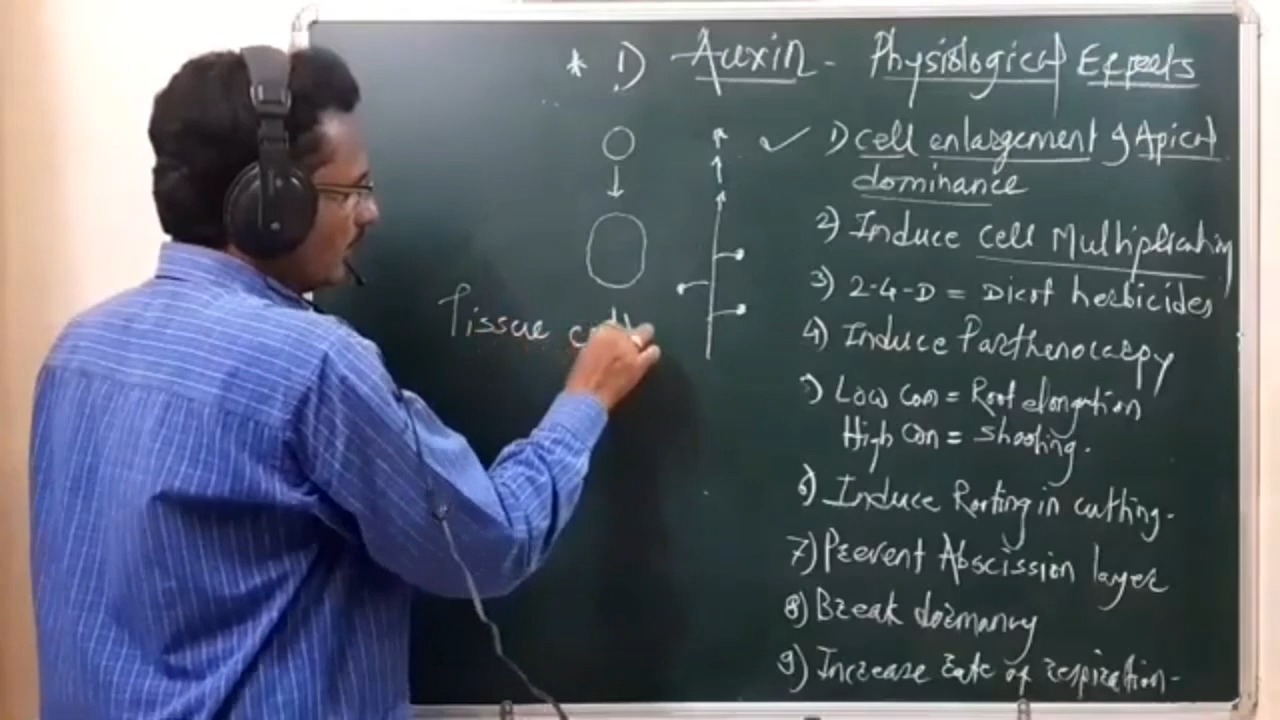 * 1) Auxin - Physiological Effects
1) cell enlargement & Apical
dominance
2) Induce cell Multiplication
3) 2-4-D = Dicot herbicides
4) Induce Parthenocarpy
5) Low Con = Root elongation
High Con = Shooting.
6) Induce Rooting in cutting.
7) Prevent Abscission layer
8) Break dormancy
9) Increase rate of respiration-
Tissue